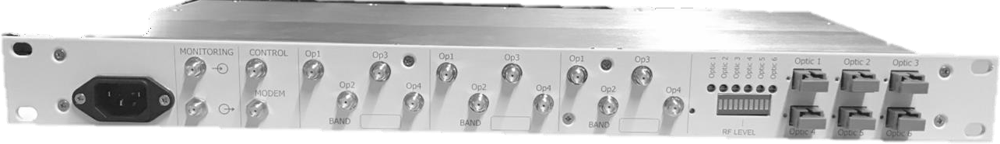 MONITORING
CONTROL
MODEM
Op1
Op3
Op2
Op4
BAND
Op1
Op3
Op2
Op4
BAND
Op1
Op3
Op2
Op4
BAND
Optic 1
Optic 2
Optic 3
Optic 4
Optic 5
Optic 6
RF LEVEL
Optic 1
Optic 2
Optic 3
Optic 4
Optic 5
Optic 6